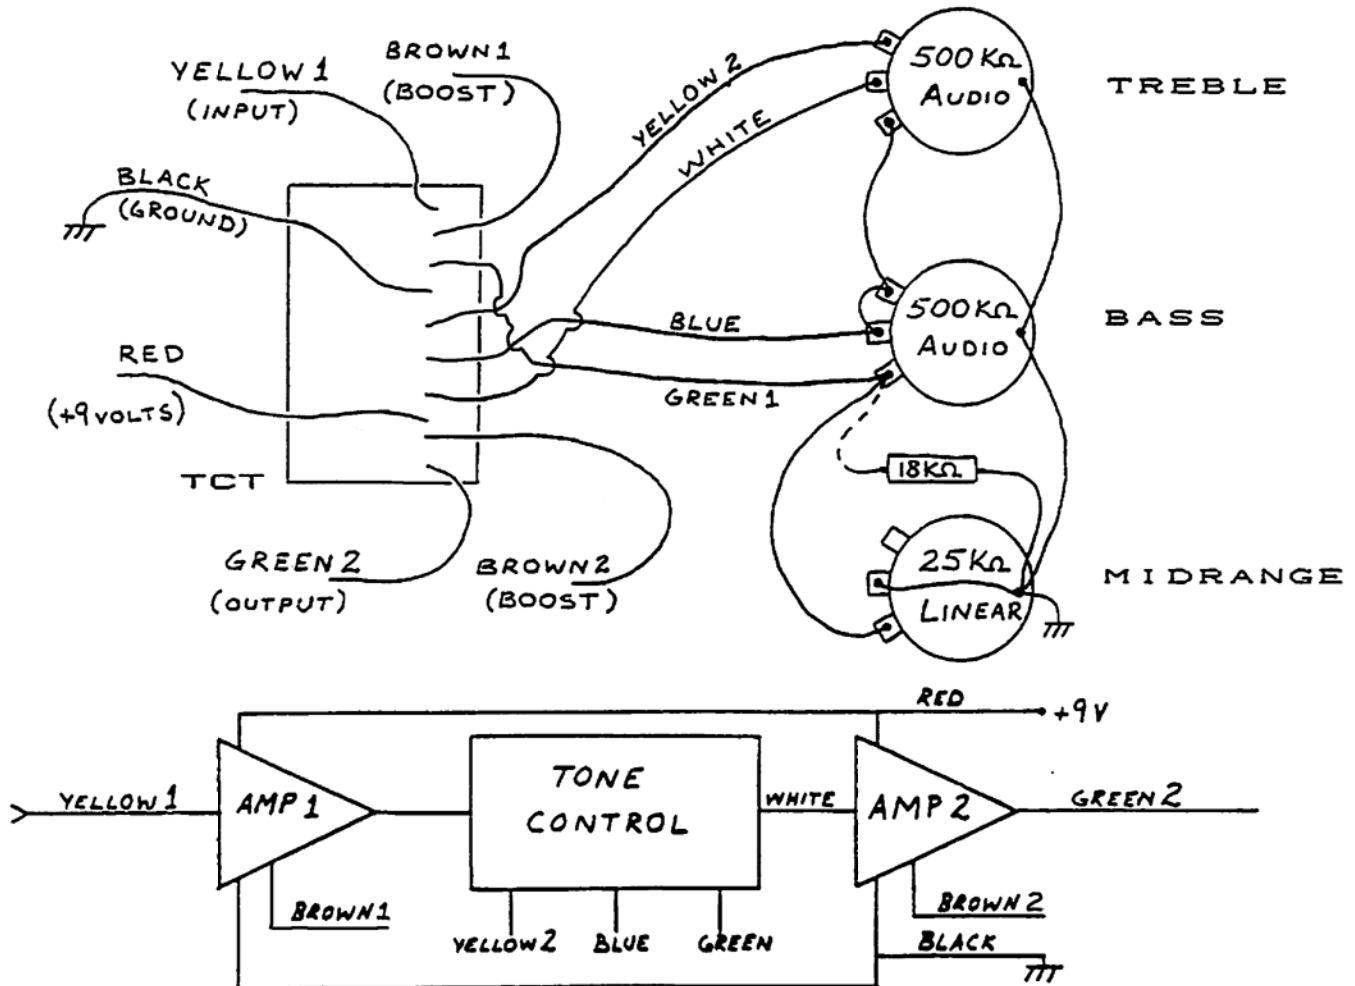 BROWN 1
(BOOST)
YELLOW 1
(INPUT)
YELLOW 2
500 KΩ
AUDIO
TREBLE
WHITE
BLACK
(GROUND)
BLUE
500KΩ
AUDIO
BASS
RED
(+9 VOLTS)
GREEN 1
TCT
18KΩ
GREEN 2
(OUTPUT)
BROWN 2
(BOOST)
25KΩ
LINEAR
MIDRANGE
RED
+9V
YELLOW 1
AMP 1
TONE
CONTROL
WHITE
AMP 2
GREEN 2
BROWN 1
YELLOW 2
BLUE
GREEN
BROWN 2
BLACK